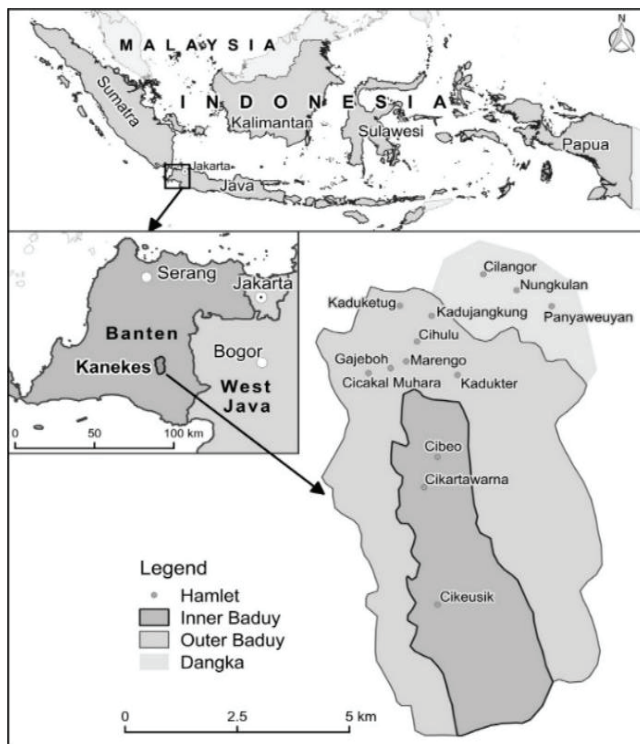 MALAYSIA
N
INDONESIA
Sumatra
Kalimantan
Sulawesi
Papua
Jakarta
Java
Serang
Jakarta
Banten
Bogor
Kanekes
West
Java
0 50 100 km
Cilangor
Nungkulan
Kaduketug
Kadujangkung
Panyaweuyan
Cihulu
Gajeboh
Marengo
Cicakal Muhara
Kadukter
Cibeo
Cikartawarna
Cikeusik
Legend
Hamlet
Inner Baduy
Outer Baduy
Dangka
0 2.5 5 km